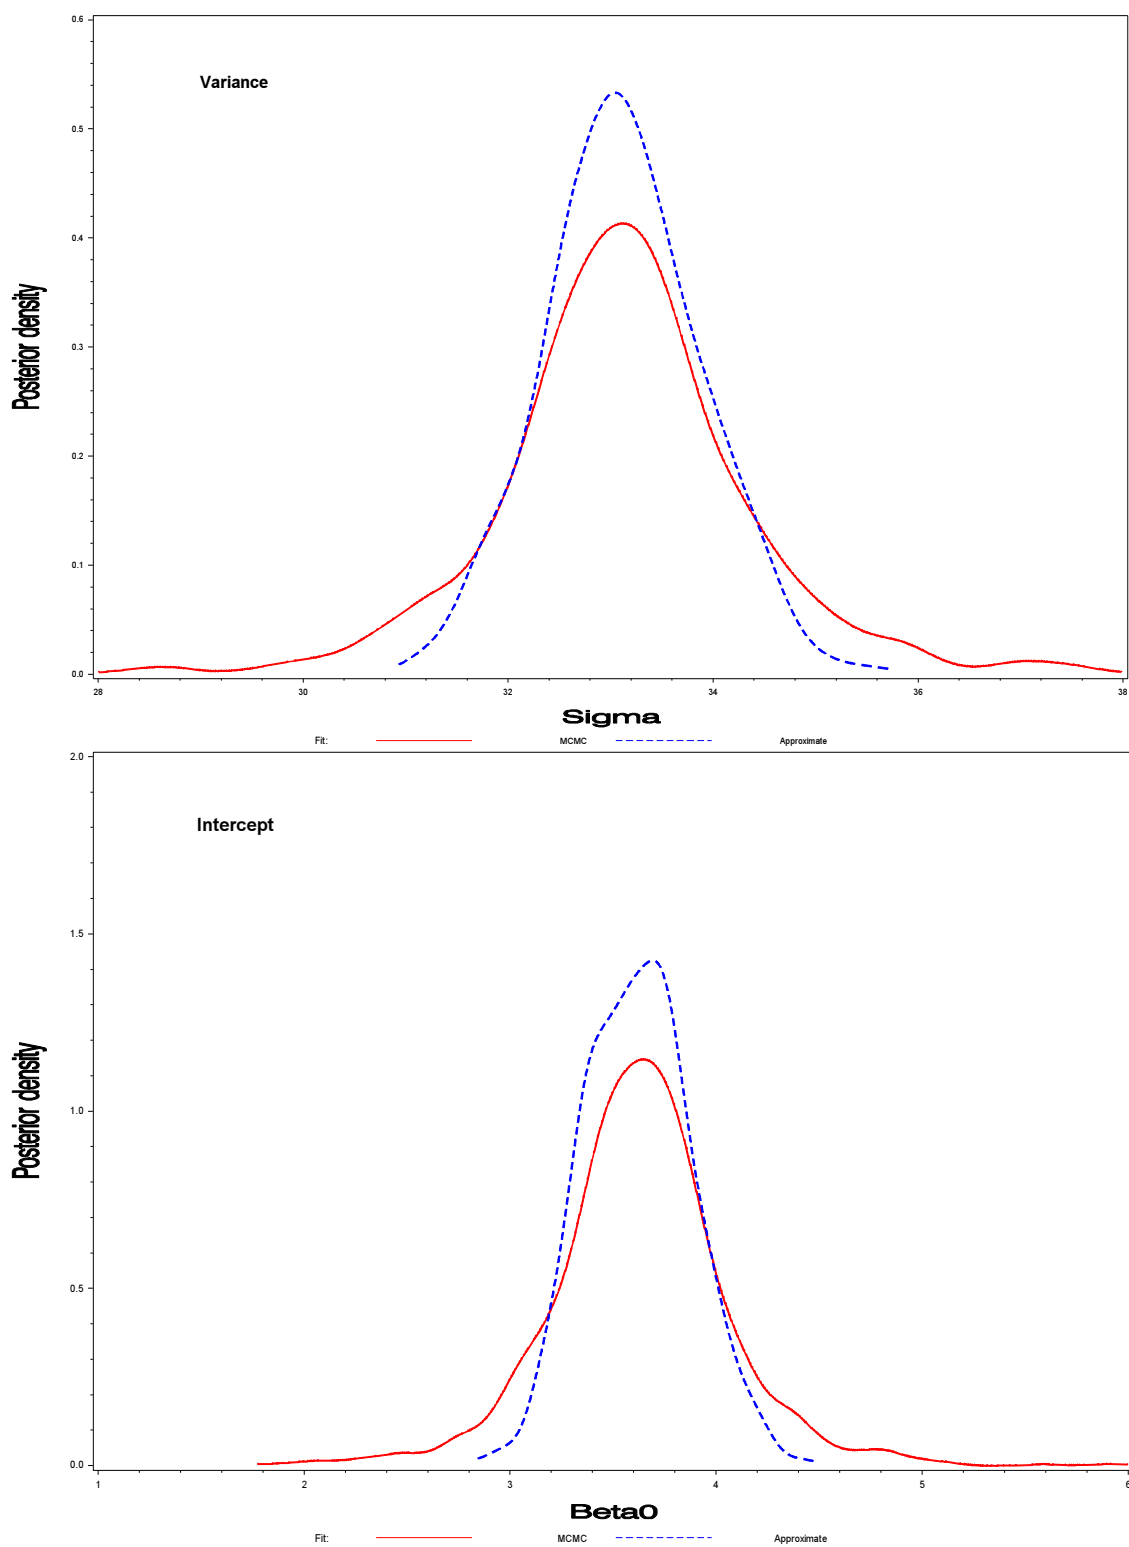 0.6
Variance
0.5
0.4
Posterior density
0.3
0.2
0.1
0.0
28 30 32 34 36 38
Sigma
Fit: MCMC Approximate
2.0
Intercept
1.5
Posterior density
1.0
0.5
0.0
1 2 3 4 5 6
Beta0
Fit: MCMC Approximate